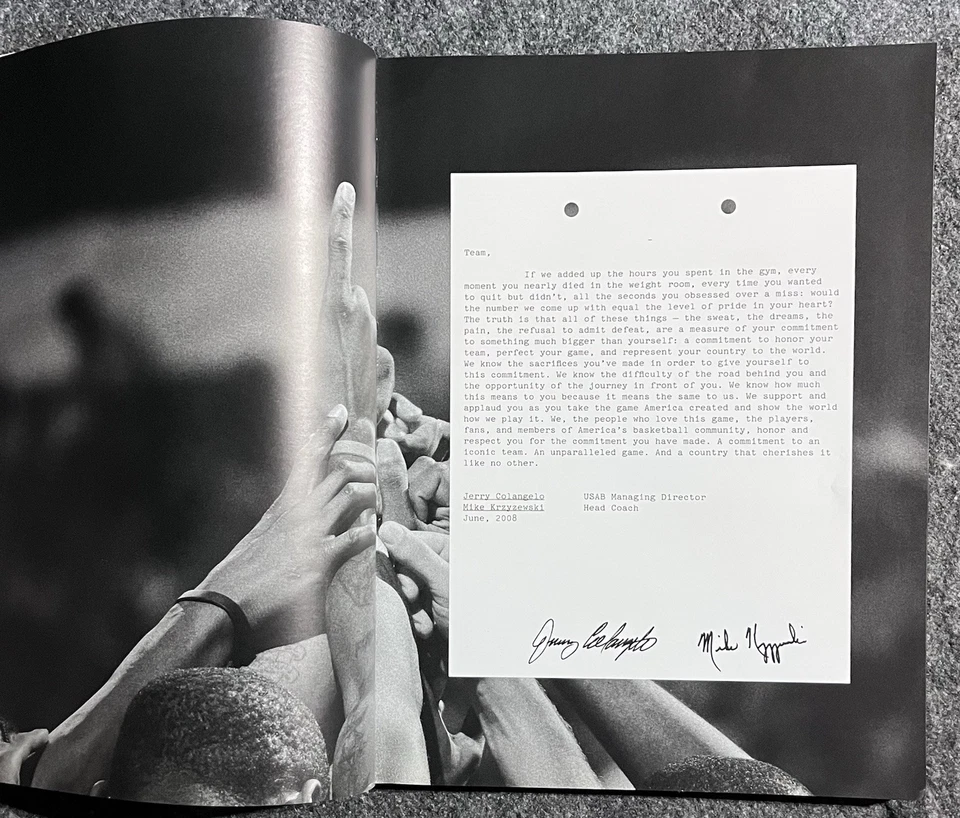 Team,
If we added up the hours you spent in the gym, every
moment you nearly died in the weight room, every time you wanted
to quit but didn't, all the seconds you obsessed over a miss: would
the number we come up with equal the level of pride in your heart?
The truth is that all of these things — the sweat, the dreams, the
pain, the refusal to admit defeat, are a measure of your commitment
to something much bigger than yourself: a commitment to honor your
team, perfect your game, and represent your country to the world.
We know the sacrifices you've made in order to give yourself to
this commitment. We know the difficulty of the road behind you and
the opportunity of the journey in front of you. We know how much
this means to you because it means the same to us. We support and
applaud you as you take the game America created and show the world
how we play it. We, the people who love this game, the players,
fans, and members of America's basketball community, honor and
respect you for the commitment you have made. A commitment to an
iconic team. An unparalleled game. And a country that cherishes it
like no other.
Jerry Colangelo USAB Managing Director
Mike Krzyzewski Head Coach
June, 2008
Jerry Colangelo Mike Krzyzewski